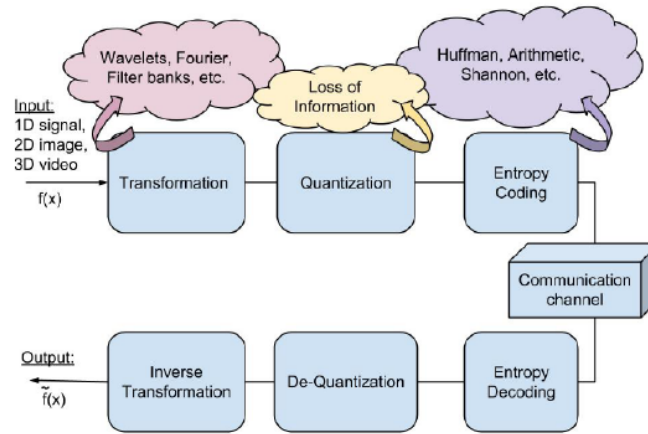 Wavelets, Fourier,
Filter banks, etc.
Loss of
Information
Huffman, Arithmetic,
Shannon, etc.
Input:
1D signal,
2D image,
3D video
f(x)
Transformation
Quantization
Entropy
Coding
Communication
channel
Output:
f̃(x)
Inverse
Transformation
De-Quantization
Entropy
Decoding